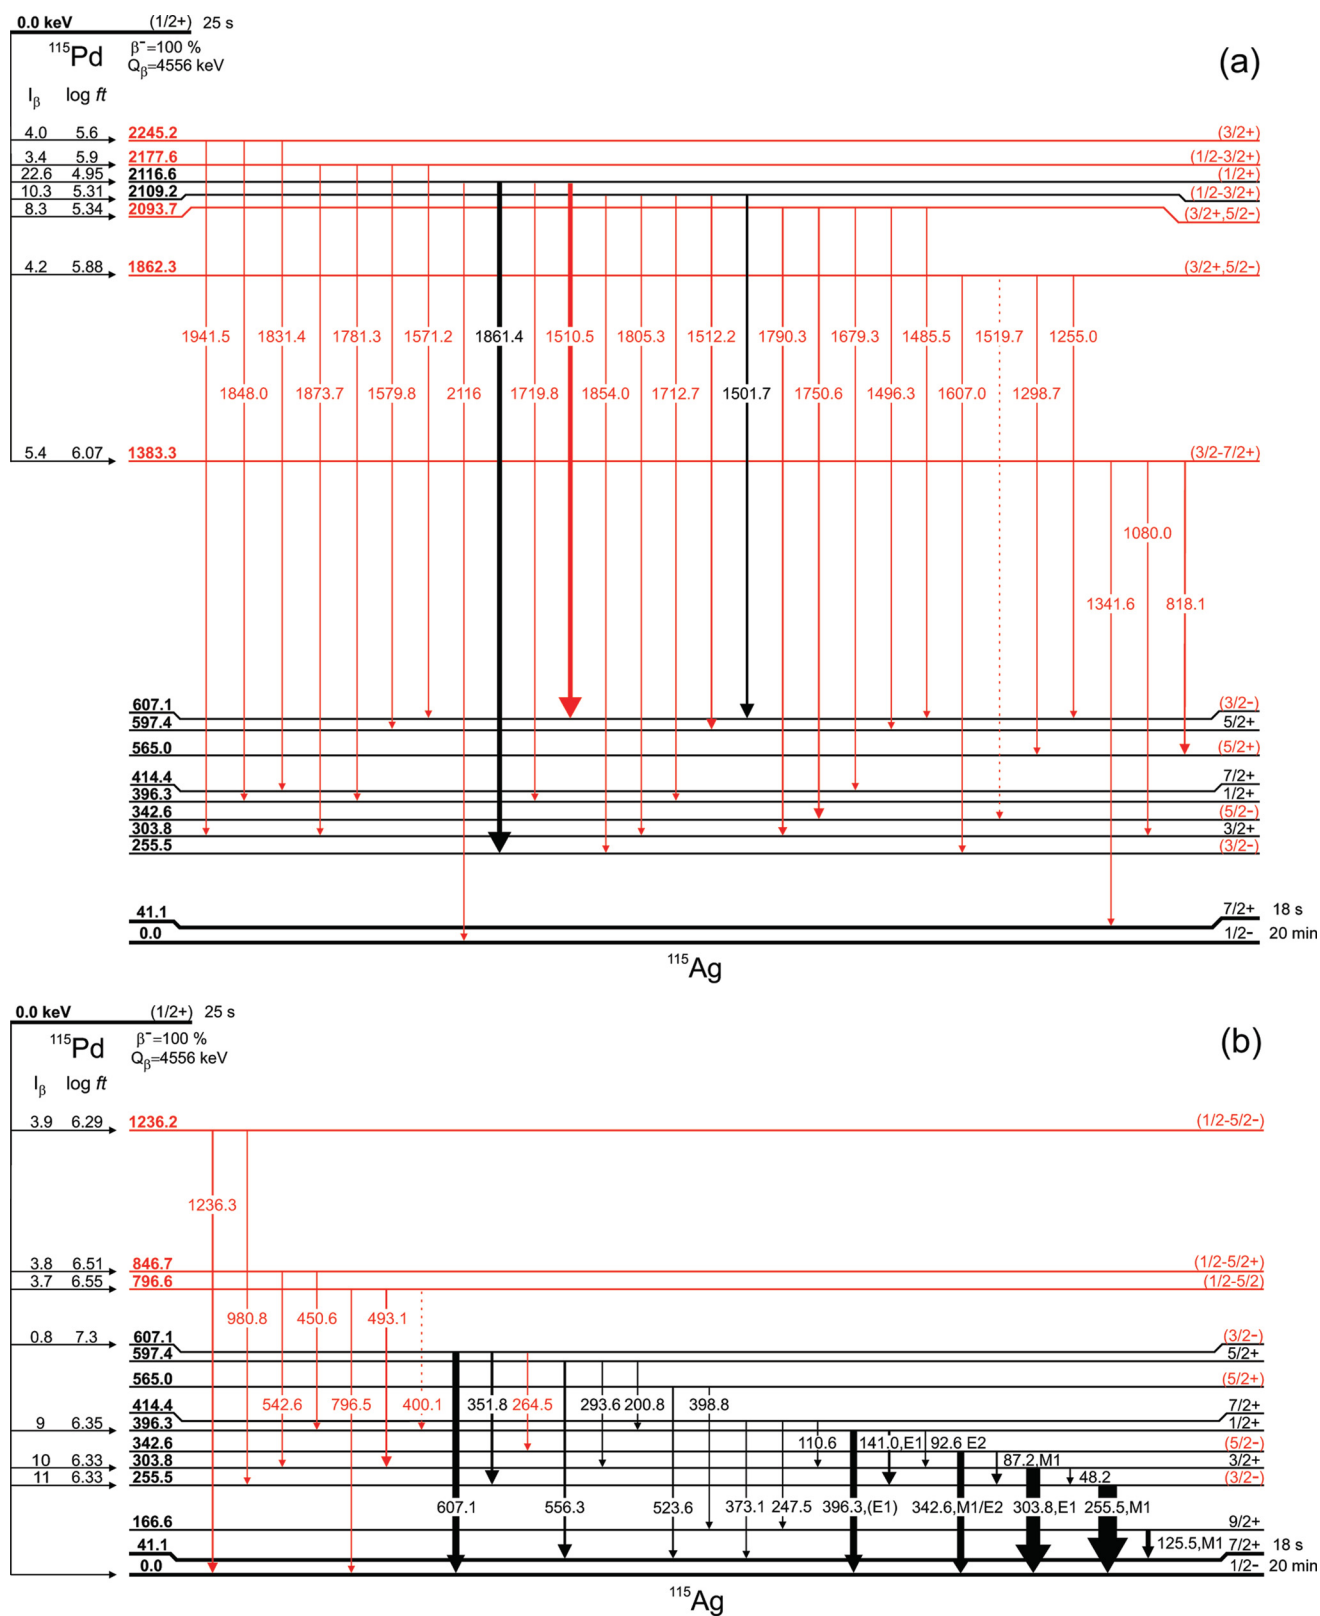 0.0 keV (1/2+) 25 s
115Pd β−=100 %
Qβ=4556 keV
(a)
Iβ log ft
4.0 5.6 2245.2 (3/2+)
3.4 5.9 2177.6 (1/2-3/2+)
22.6 4.95 2116.6 (1/2+)
10.3 5.31 2109.2 (1/2-3/2+)
8.3 5.34 2093.7 (3/2+,5/2−)
4.2 5.88 1862.3 (3/2+,5/2−)
1941.5 1831.4 1781.3 1571.2 1861.4 1510.5 1805.3 1512.2 1790.3 1679.3 1485.5 1519.7 1255.0
1848.0 1873.7 1579.8 2116 1719.8 1854.0 1712.7 1501.7 1750.6 1496.3 1607.0 1298.7
5.4 6.07 1383.3 (3/2-7/2+)
1080.0
1341.6 818.1
607.1 (3/2−)
597.4 5/2+
565.0 (5/2+)
414.4 7/2+
396.3 1/2+
342.6 (5/2−)
303.8 3/2+
255.5 (3/2−)
41.1 7/2+ 18 s
0.0 1/2− 20 min
115Ag
0.0 keV (1/2+) 25 s
115Pd β−=100 %
Qβ=4556 keV
(b)
Iβ log ft
3.9 6.29 1236.2 (1/2-5/2−)
1236.3
3.8 6.51 846.7 (1/2-5/2+)
3.7 6.55 796.6 (1/2-5/2)
980.8 450.6 493.1
0.8 7.3 607.1 (3/2−)
597.4 5/2+
565.0 (5/2+)
542.6 796.5 400.1 351.8 264.5 293.6 200.8 398.8
414.4 7/2+
9 6.35 396.3 1/2+
110.6 141.0,E1 92.6 E2
342.6 (5/2−)
10 6.33 303.8 87.2,M1 3/2+
11 6.33 255.5 48.2 (3/2−)
607.1 556.3 523.6 373.1 247.5 396.3,(E1) 342.6,M1/E2 303.8,E1 255.5,M1
166.6 9/2+
41.1 125.5,M1 7/2+ 18 s
0.0 1/2− 20 min
115Ag